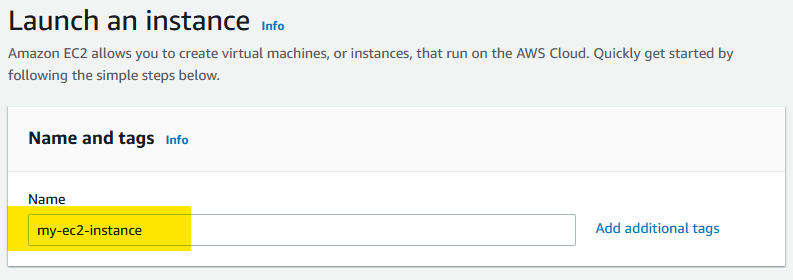 Launch an instance Info
Amazon EC2 allows you to create virtual machines, or instances, that run on the AWS Cloud. Quickly get started by
following the simple steps below.
Name and tags Info
Name
my-ec2-instance Add additional tags